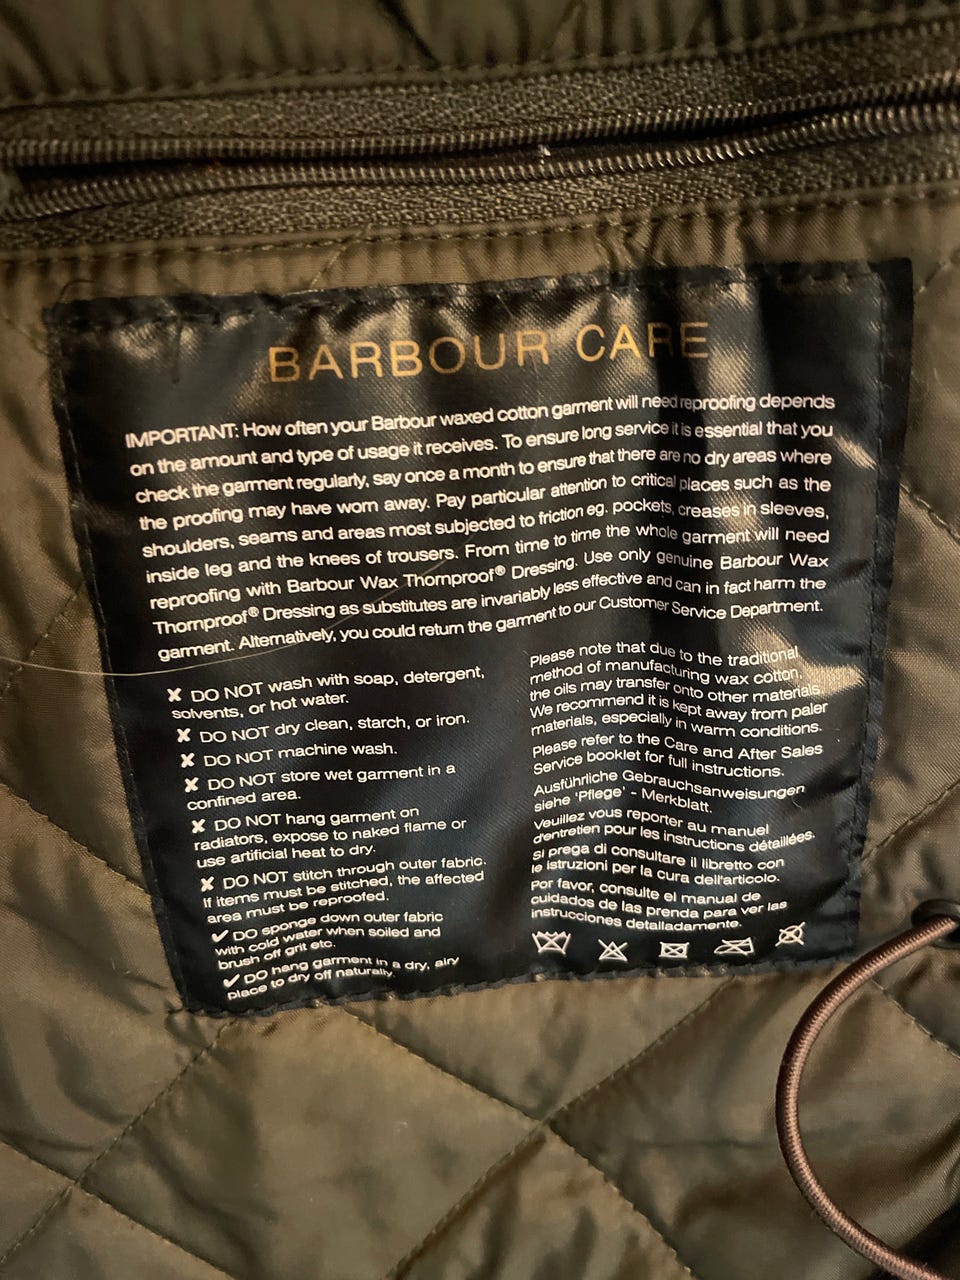 BARBOUR CARE
IMPORTANT: How often your Barbour waxed cotton garment will need reproofing depends
on the amount and type of usage it receives. To ensure long service it is essential that you
check the garment regularly, say once a month to ensure that there are no dry areas where
the proofing may have worn away. Pay particular attention to critical places such as the
shoulders, seams and areas most subjected to friction eg. pockets, creases in sleeves,
inside leg and the knees of trousers. From time to time the whole garment will need
reproofing with Barbour Wax Thornproof® Dressing. Use only genuine Barbour Wax
Thornproof® Dressing as substitutes are invariably less effective and can in fact harm the
garment. Alternatively, you could return the garment to our Customer Service Department.
✘ DO NOT wash with soap, detergent,
solvents, or hot water.
✘ DO NOT dry clean, starch, or iron.
✘ DO NOT machine wash.
✘ DO NOT store wet garment in a
confined area.
✘ DO NOT hang garment on
radiators, expose to naked flame or
use artificial heat to dry.
✘ DO NOT stitch through outer fabric.
If items must be stitched, the affected
area must be reproofed.
✔ DO sponge down outer fabric
with cold water when soiled and
brush off grit etc.
✔ DO hang garment in a dry, airy
place to dry off naturally.
Please note that due to the traditional
method of manufacturing wax cotton,
the oils may transfer onto other materials.
We recommend it is kept away from paler
materials, especially in warm conditions.
Please refer to the Care and After Sales
Service booklet for full instructions.
Ausführliche Gebrauchsanweisungen
siehe 'Pflege' - Merkblatt.
Veuillez vous reporter au manuel
d'entretien pour les instructions détaillées.
si prega di consultare il libretto con
le istruzioni per la cura dell'articolo.
Por favor, consulte el manual de
cuidados de las prenda para ver las
instrucciones detalladamente.